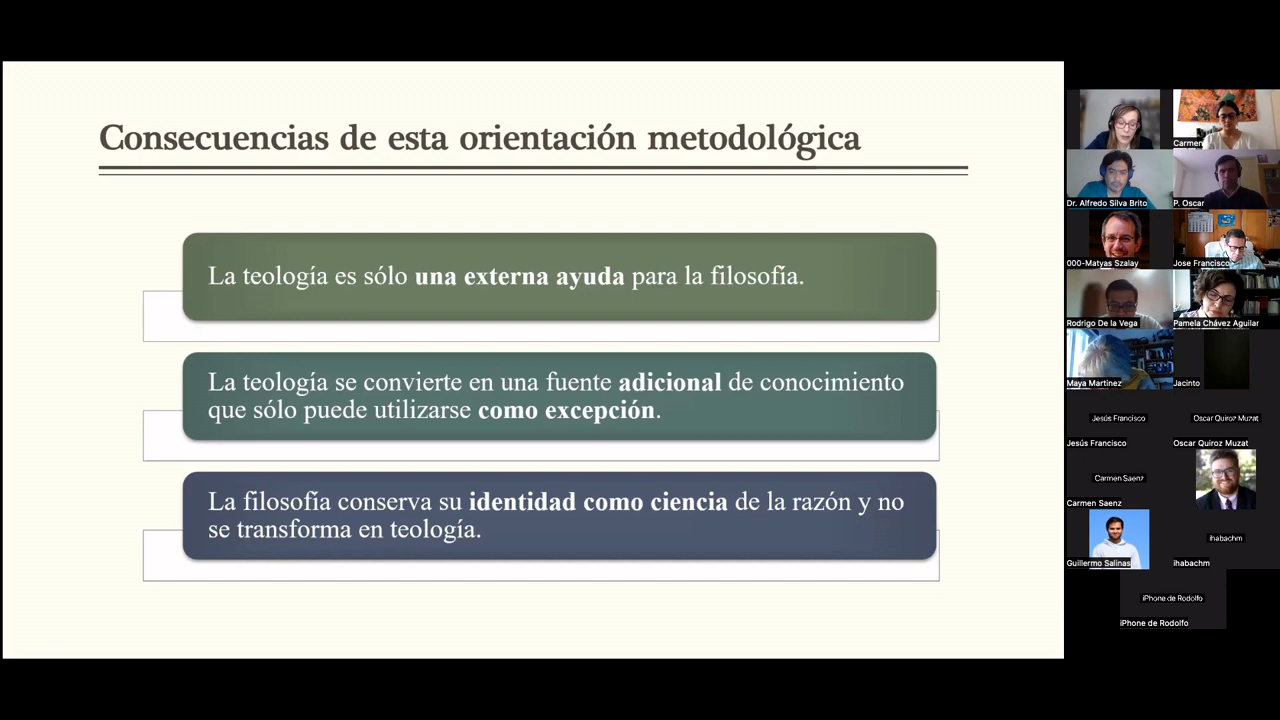 Consecuencias de esta orientación metodológica
La teología es sólo una externa ayuda para la filosofía.
La teología se convierte en una fuente adicional de conocimiento
que sólo puede utilizarse como excepción.
La filosofía conserva su identidad como ciencia de la razón y no
se transforma en teología.
Carmen
Dr. Alfredo Silva Brito
P. Oscar
000-Matyas Szalay
Jose Francisco
Rodrigo De la Vega
Pamela Chávez Aguilar
Maya Martinez
Jacinto
Jesús Francisco
Oscar Quiroz Muzat
Jesús Francisco
Oscar Quiroz Muzat
Carmen Saenz
Carmen Saenz
ihabachm
Guillermo Salinas
ihabachm
iPhone de Rodolfo
iPhone de Rodolfo